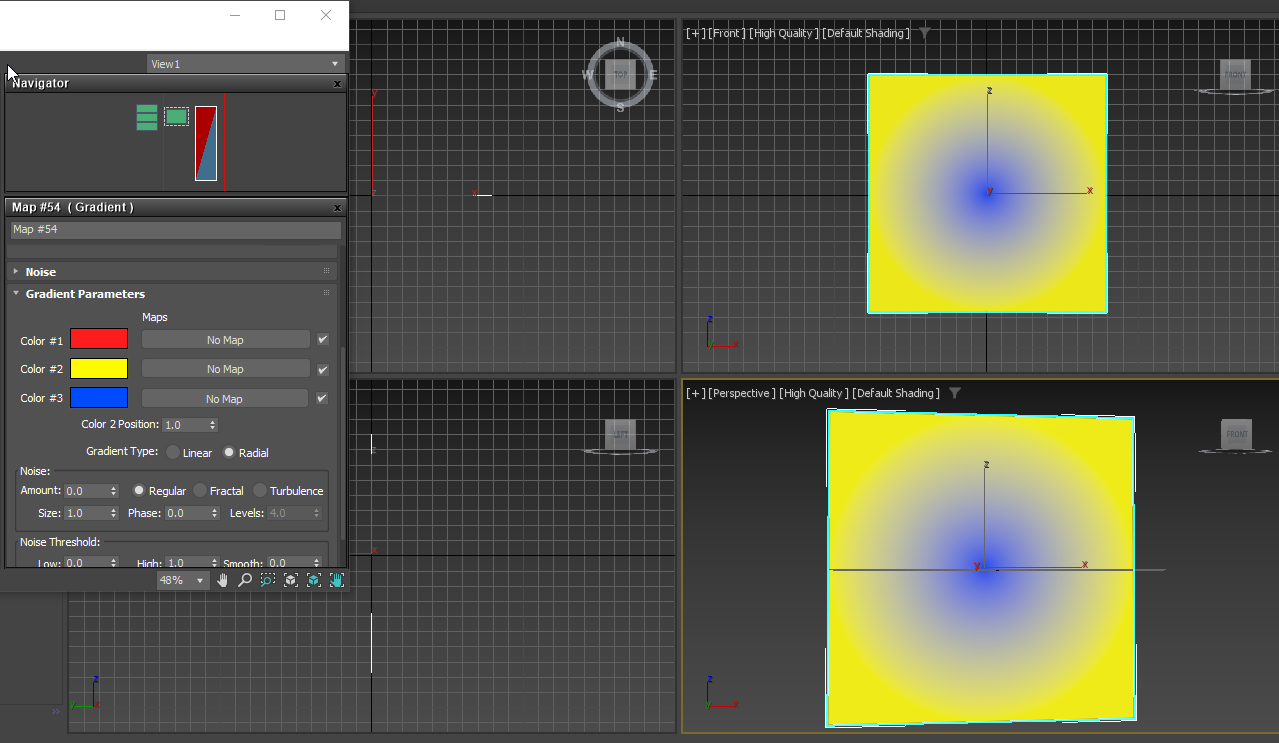 View1
Navigator
x
Map #54 ( Gradient )
x
Map #54
Noise
Gradient Parameters
Maps
Color #1
No Map
Color #2
No Map
Color #3
No Map
Color 2 Position: 1.0
Gradient Type: Linear Radial
Noise:
Amount: 0.0 Regular Fractal Turbulence
Size: 1.0 Phase: 0.0 Levels: 4.0
Noise Threshold:
Low: 0.0 High: 1.0 Smooth: 0.0
48%
N
W TOP E
S
y
z
x
[+] [Front ] [High Quality ] [Default Shading ]
FRONT
z
y
x
z
x
LEFT
z
x
z
y
x
[+] [Perspective ] [High Quality ] [Default Shading ]
FRONT
z
y
x
z
y
x